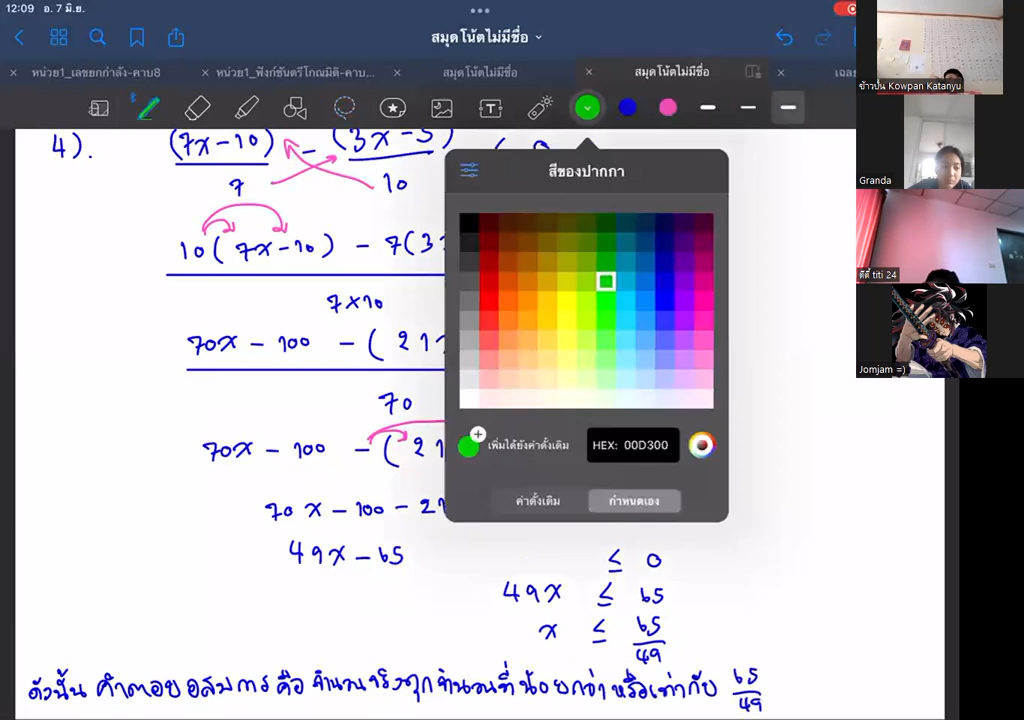 12:09 อ. 7 มิ.ย.
สมุดโน้ตไม่มีชื่อ
หน่วย1_เลขยกกำลัง-คาบ8
หน่วย1_ฟังก์ชันตรีโกณมิติ-คาบ...
สมุดโน้ตไม่มีชื่อ
สมุดโน้ตไม่มีชื่อ
เฉลย
ข้าวปั้น Kowpan Katanyu
Granda
ตีตี๋ titi 24
Jomjam =)
สีของปากกา
เพิ่มไปยังค่าดั้งเดิม
HEX: 00D300
ค่าดั้งเดิม
กำหนดเอง
4). (7x-10) - (3x-5)
7 10
10(7x-10) - 7(3x
7x10
70x - 100 - (21x
70
70x - 100 - (21
70x - 100 - 21
49x - 65
≤ 0
49x ≤ 65
x ≤ 65/49
ดังนั้น คำตอบอสมการ คือ จำนวนจริงทุกจำนวนที่น้อยกว่าหรือเท่ากับ 65/49